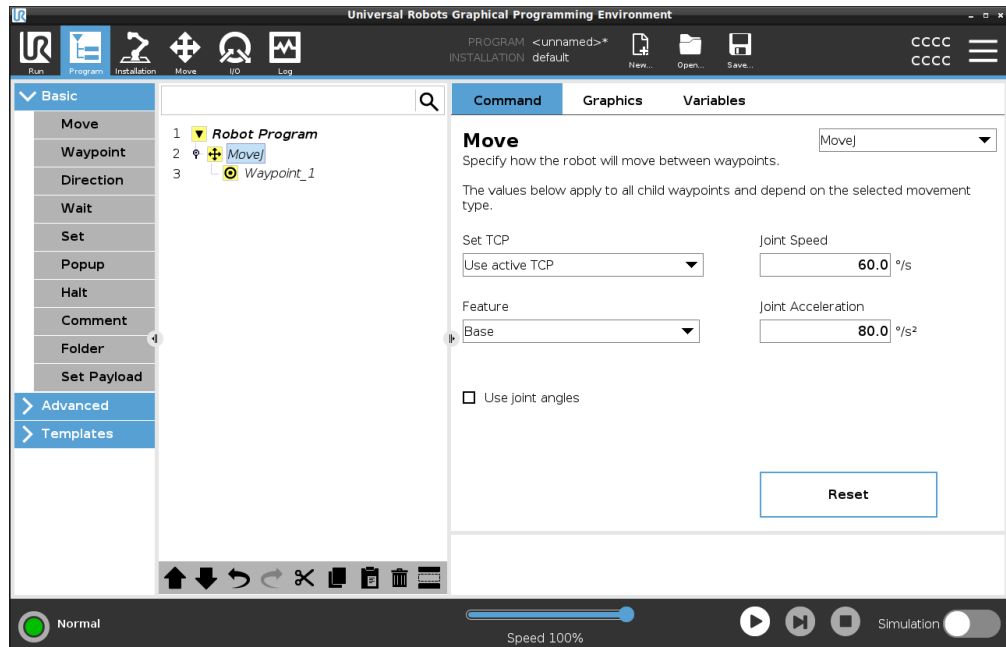 Universal Robots Graphical Programming Environment
UR
Run
Program
Installation
Move
I/O
Log
PROGRAM <unnamed>*
INSTALLATION default
New...
Open...
Save...
CCCC
CCCC
Basic
Move
Waypoint
Direction
Wait
Set
Popup
Halt
Comment
Folder
Set Payload
Advanced
Templates
1 Robot Program
2 MoveJ
3 Waypoint_1
Command Graphics Variables
Move
MoveJ
Specify how the robot will move between waypoints.
The values below apply to all child waypoints and depend on the selected movement
type.
Set TCP
Use active TCP
Joint Speed
60.0 °/s
Feature
Base
Joint Acceleration
80.0 °/s²
Use joint angles
Reset
Normal
Speed 100%
Simulation